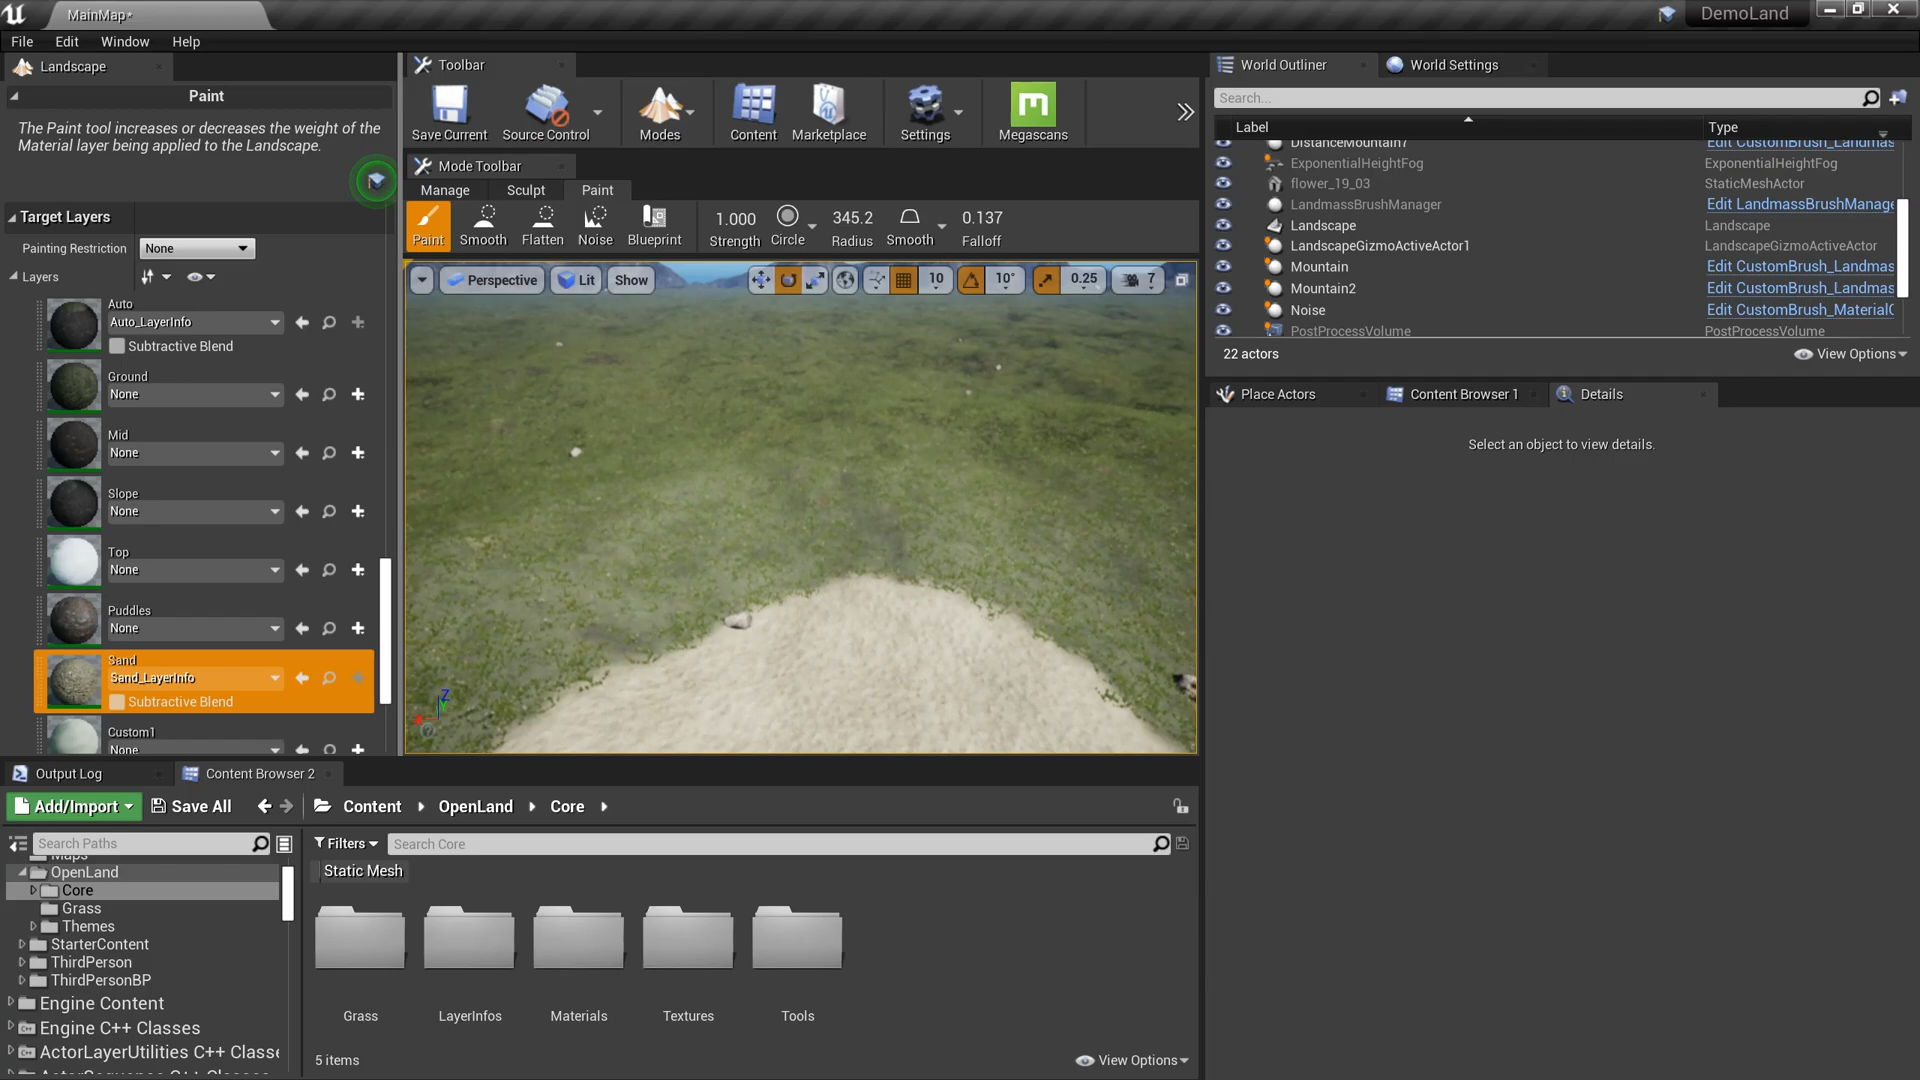 MainMap*
DemoLand
File Edit Window Help
Landscape
Paint
The Paint tool increases or decreases the weight of the
Material layer being applied to the Landscape.
Target Layers
Painting Restriction None
Layers
Auto
Auto_LayerInfo
Subtractive Blend
Ground
None
Mid
None
Slope
None
Top
None
Puddles
None
Sand
Sand_LayerInfo
Subtractive Blend
Custom1
None
Toolbar
Save Current Source Control Modes Content Marketplace Settings Megascans
Mode Toolbar
Manage Sculpt Paint
1.000 345.2 0.137
Paint Smooth Flatten Noise Blueprint Strength Circle Radius Smooth Falloff
Perspective Lit Show 10 10° 0.25 7
Z
World Outliner World Settings
Search...
Label Type
DistanceMountain7 Edit CustomBrush_Landmas
ExponentialHeightFog ExponentialHeightFog
flower_19_03 StaticMeshActor
LandmassBrushManager Edit LandmassBrushManage
Landscape Landscape
LandscapeGizmoActiveActor1 LandscapeGizmoActiveActor
Mountain Edit CustomBrush_Landmas
Mountain2 Edit CustomBrush_Landmas
Noise Edit CustomBrush_Material
PostProcessVolume PostProcessVolume
22 actors View Options
Place Actors Content Browser 1 Details
Select an object to view details.
Output Log Content Browser 2
Add/Import Save All Content OpenLand Core
Search Paths
Filters Search Core
Static Mesh
Maps
OpenLand
Core
Grass
Themes
StarterContent
ThirdPerson
ThirdPersonBP
Engine Content
Engine C++ Classes
ActorLayerUtilities C++ Classe
Grass LayerInfos Materials Textures Tools
5 items View Options